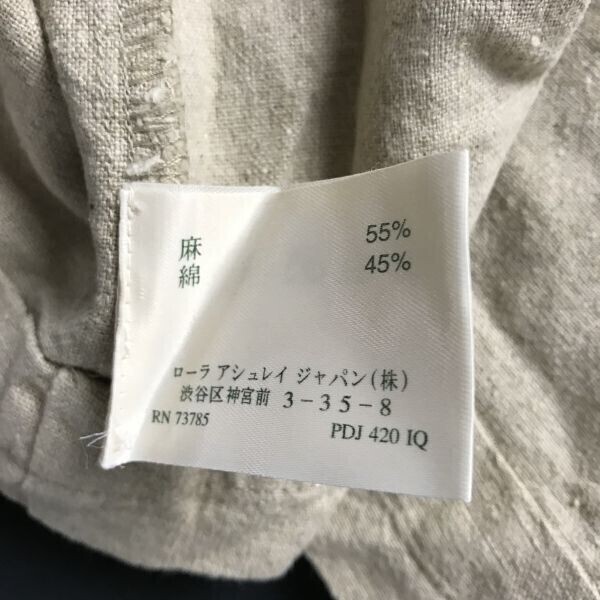 麻 55%
綿 45%
ローラ アシュレイ ジャパン(株)
渋谷区神宮前 3-35-8
RN 73785 PDJ 420 IQ